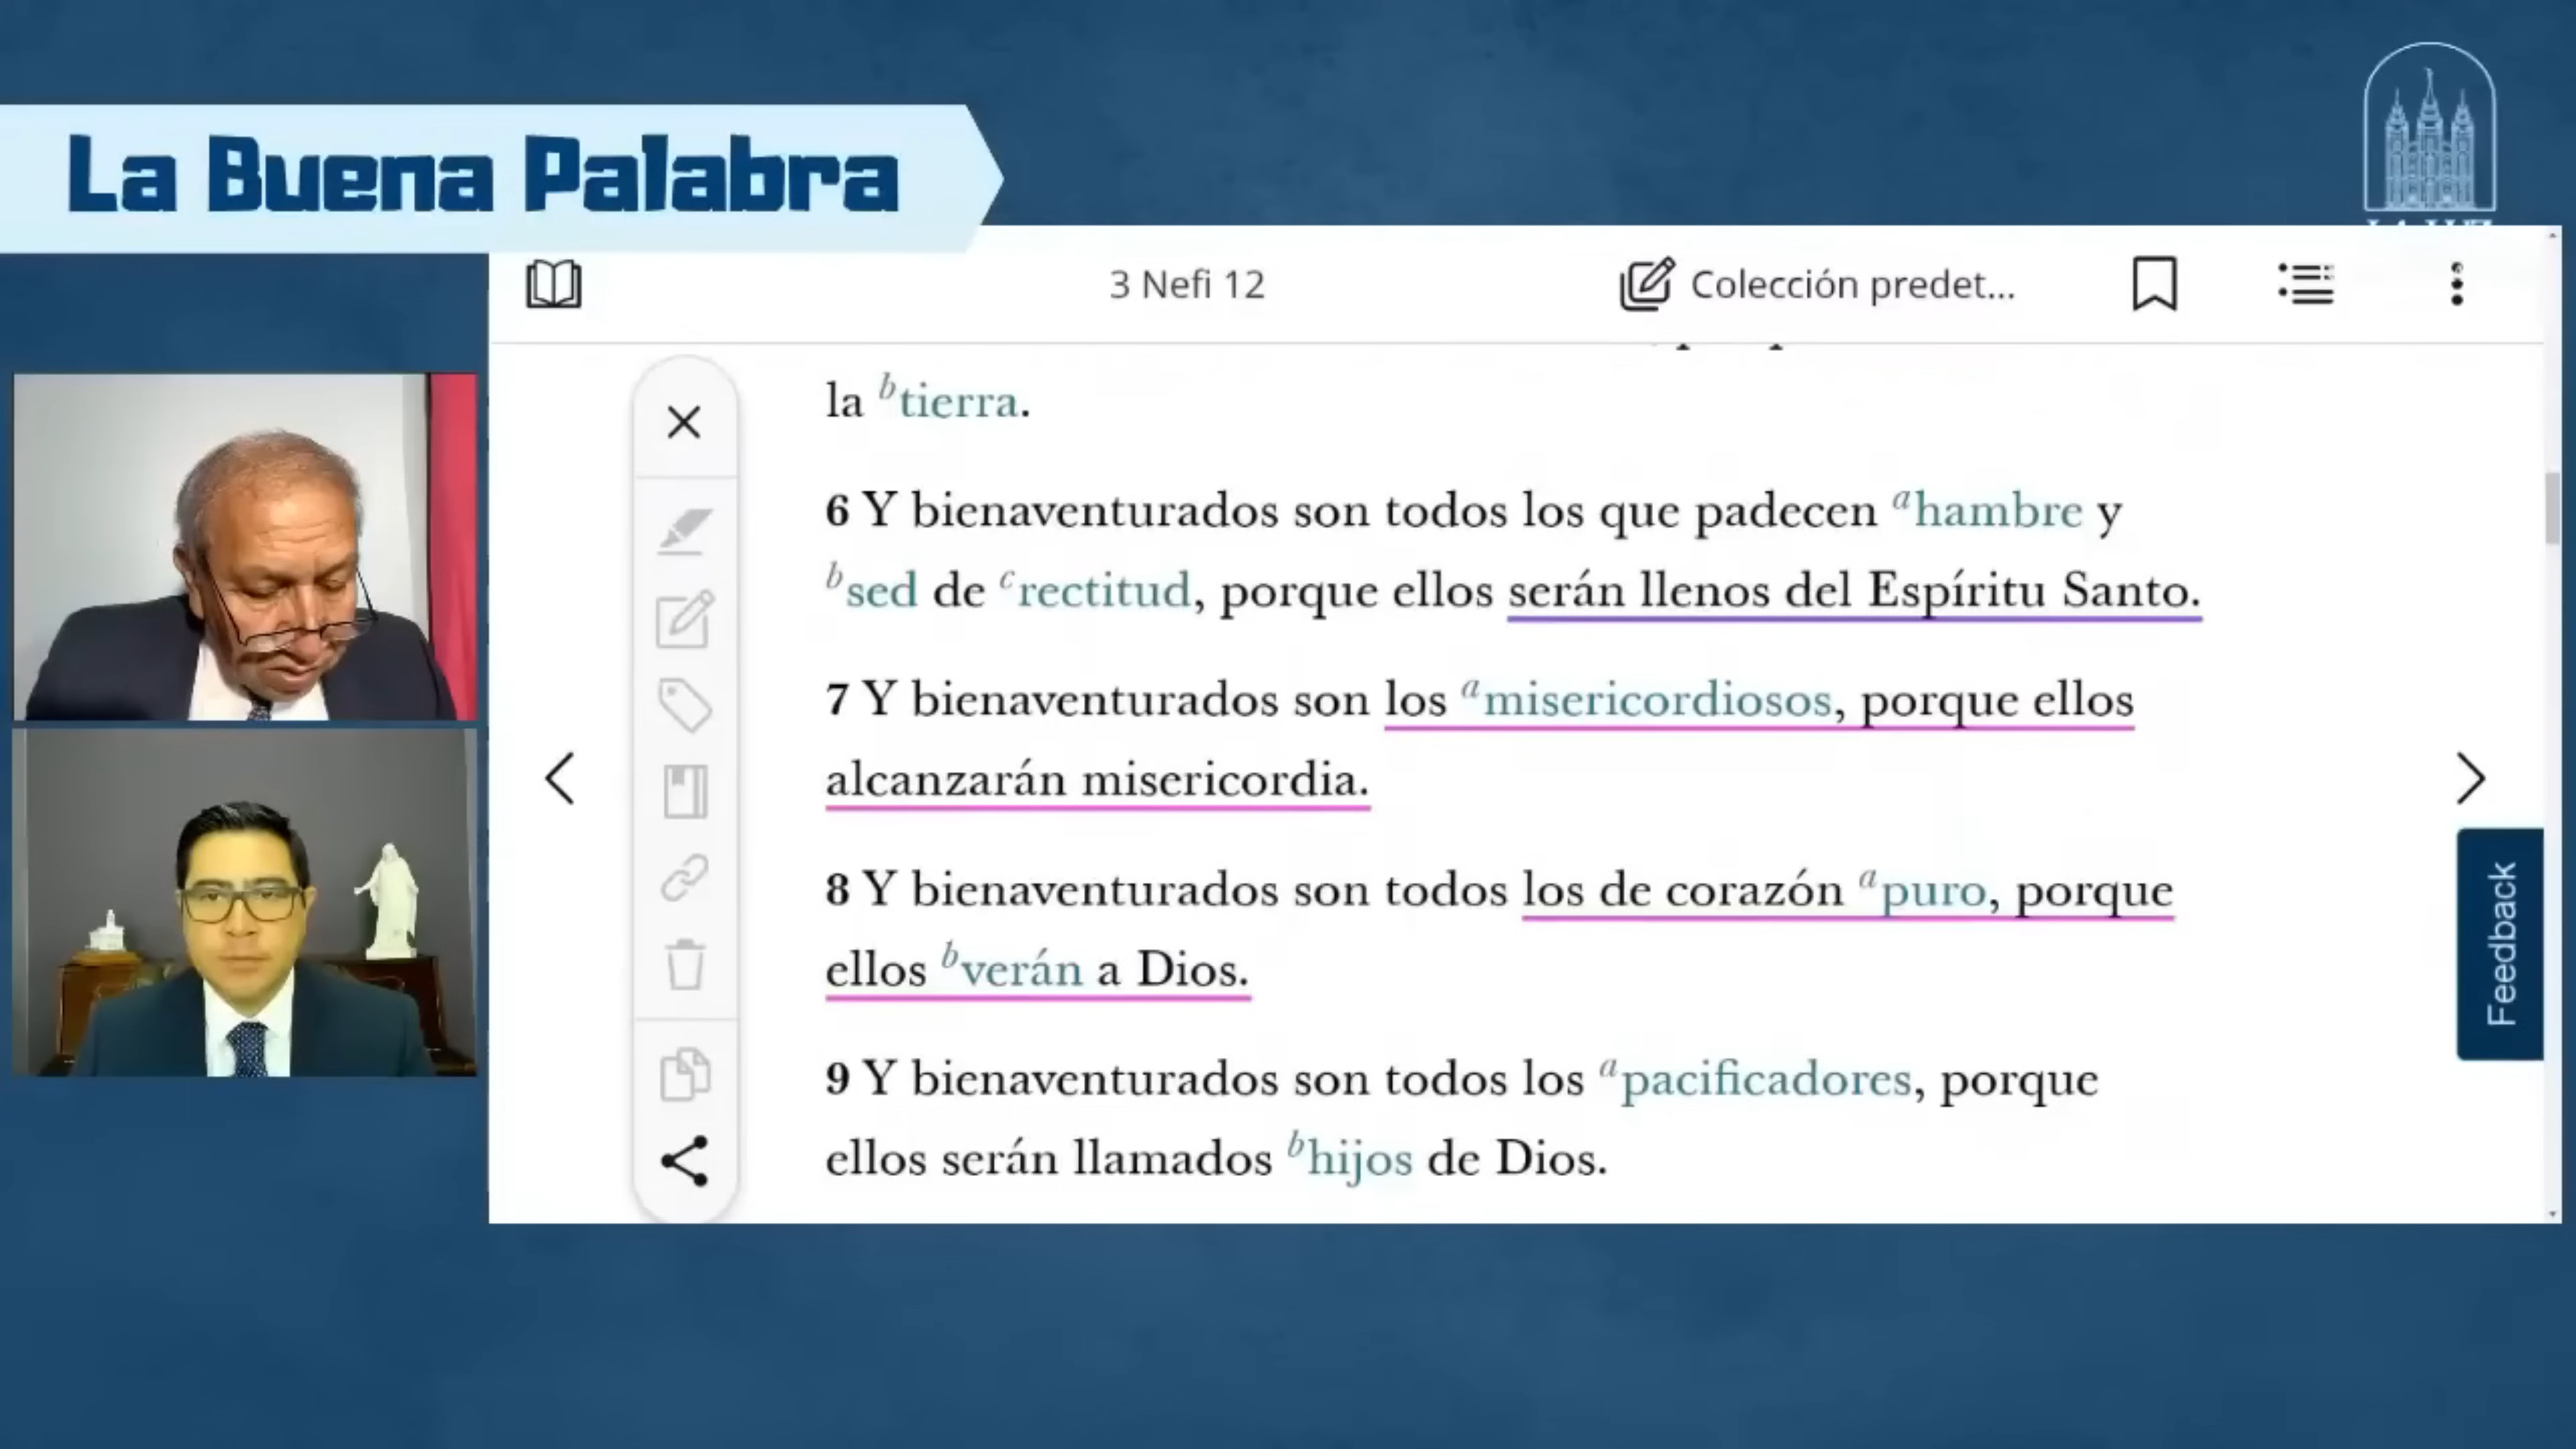 La Buena Palabra
3 Nefi 12
Colección predet...
la ᵇtierra.
6 Y bienaventurados son todos los que padecen ᵃhambre y
ᵇsed de ᶜrectitud, porque ellos serán llenos del Espíritu Santo.
7 Y bienaventurados son los ᵃmisericordiosos, porque ellos
alcanzarán misericordia.
8 Y bienaventurados son todos los de corazón ᵃpuro, porque
ellos ᵇverán a Dios.
9 Y bienaventurados son todos los ᵃpacificadores, porque
ellos serán llamados ᵇhijos de Dios.
Feedback